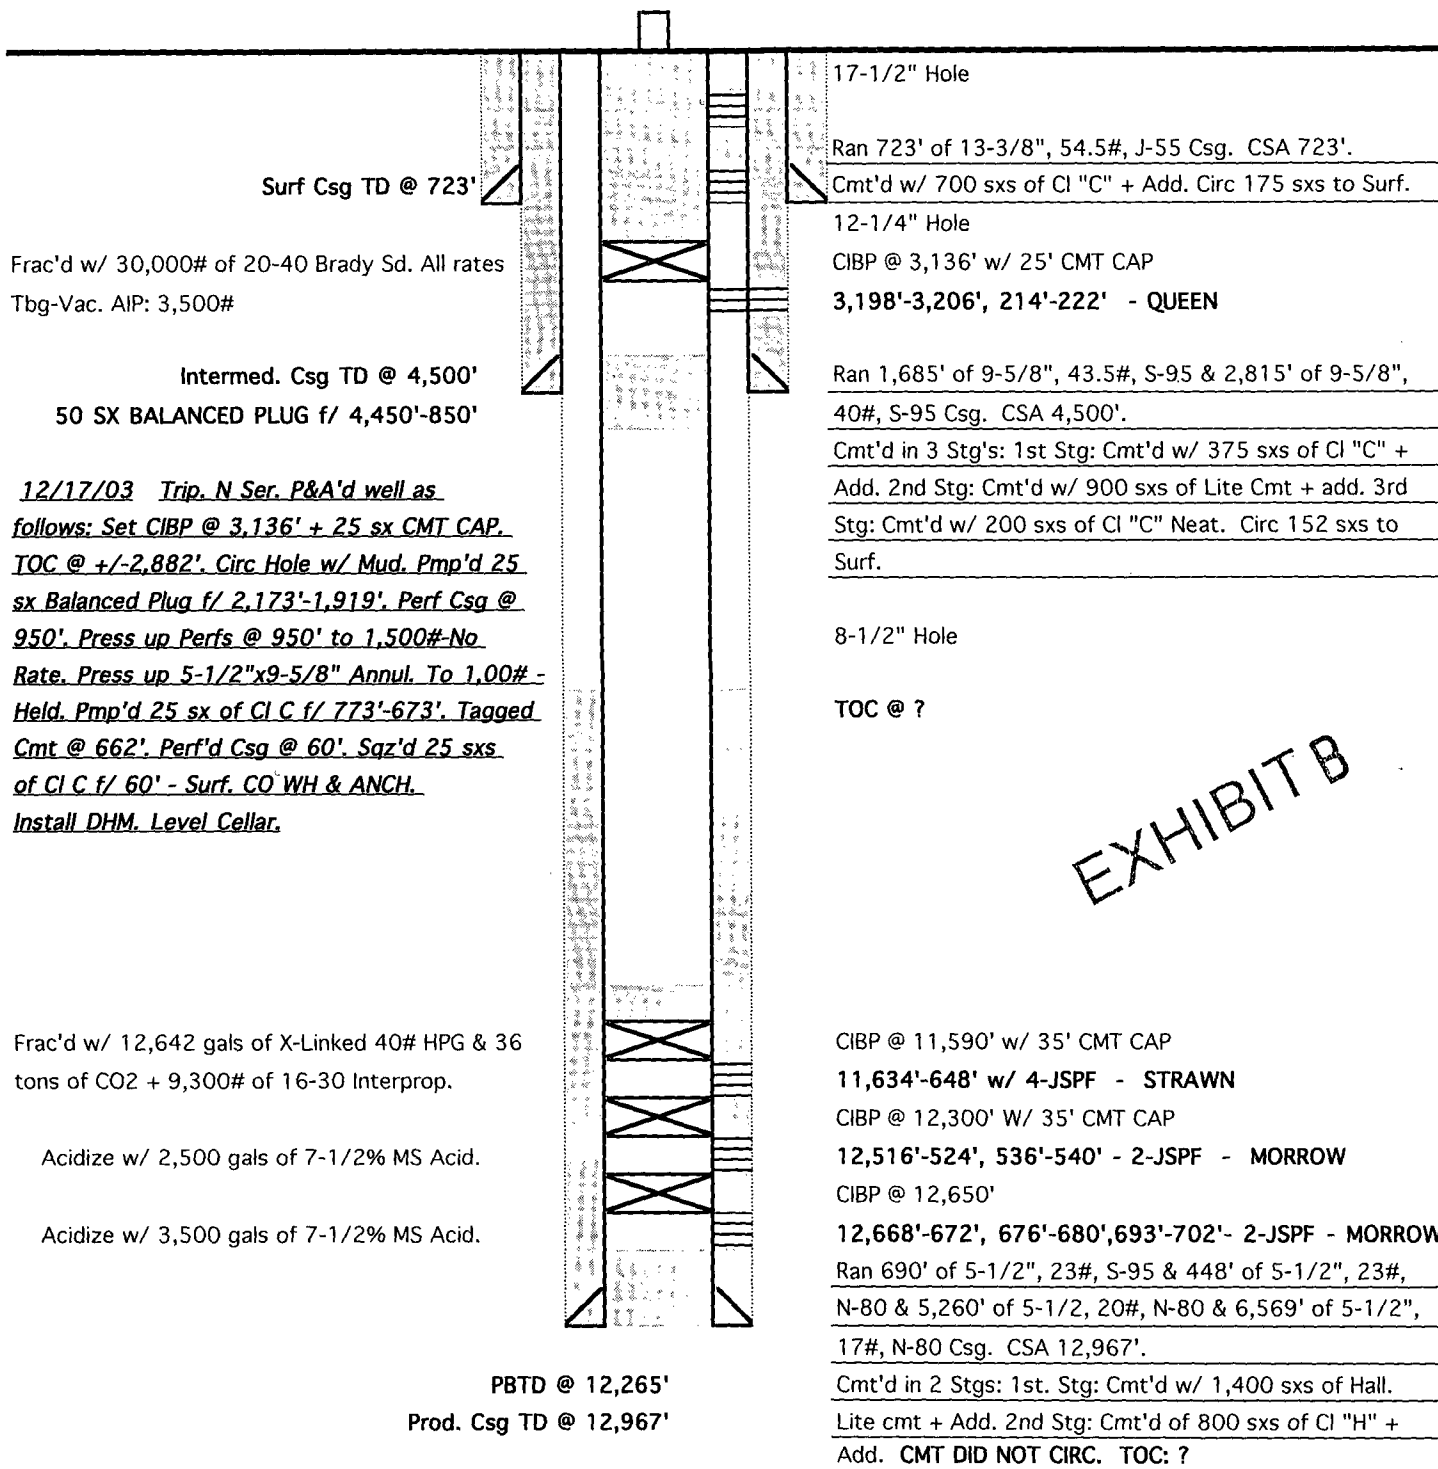 17-1/2" Hole
Ran 723' of 13-3/8", 54.5#, J-55 Csg. CSA 723'.
Surf Csg TD @ 723'
Cmt'd w/ 700 sxs of Cl "C" + Add. Circ 175 sxs to Surf.
12-1/4" Hole
Frac'd w/ 30,000# of 20-40 Brady Sd. All rates
Tbg-Vac. AIP: 3,500#
CIBP @ 3,136' w/ 25' CMT CAP
3,198'-3,206', 214'-222' - QUEEN
Intermed. Csg TD @ 4,500'
50 SX BALANCED PLUG f/ 4,450'-850'
Ran 1,685' of 9-5/8", 43.5#, S-95 & 2,815' of 9-5/8",
40#, S-95 Csg. CSA 4,500'.
Cmt'd in 3 Stg's: 1st Stg: Cmt'd w/ 375 sxs of Cl "C" +
Add. 2nd Stg: Cmt'd w/ 900 sxs of Lite Cmt + add. 3rd
Stg: Cmt'd w/ 200 sxs of Cl "C" Neat. Circ 152 sxs to
Surf.
12/17/03 Trip. N Ser. P&A'd well as
follows: Set CIBP @ 3,136' + 25 sx CMT CAP.
TOC @ +/-2,882'. Circ Hole w/ Mud. Pmp'd 25
sx Balanced Plug f/ 2,173'-1,919'. Perf Csg @
950'. Press up Perfs @ 950' to 1,500#-No
Rate. Press up 5-1/2"x9-5/8" Annul. To 1,00# -
Held. Pmp'd 25 sx of Cl C f/ 773'-673'. Tagged
Cmt @ 662'. Perf'd Csg @ 60'. Sqz'd 25 sxs
of Cl C f/ 60' - Surf. CO WH & ANCH.
Install DHM. Level Cellar.
8-1/2" Hole
TOC @ ?
EXHIBIT B
Frac'd w/ 12,642 gals of X-Linked 40# HPG & 36
tons of CO2 + 9,300# of 16-30 Interprop.
CIBP @ 11,590' w/ 35' CMT CAP
11,634'-648' w/ 4-JSPF - STRAWN
CIBP @ 12,300' W/ 35' CMT CAP
Acidize w/ 2,500 gals of 7-1/2% MS Acid.
12,516'-524', 536'-540' - 2-JSPF - MORROW
CIBP @ 12,650'
Acidize w/ 3,500 gals of 7-1/2% MS Acid.
12,668'-672', 676'-680',693'-702'- 2-JSPF - MORROW
Ran 690' of 5-1/2", 23#, S-95 & 448' of 5-1/2", 23#,
N-80 & 5,260' of 5-1/2, 20#, N-80 & 6,569' of 5-1/2",
17#, N-80 Csg. CSA 12,967'.
PBTD @ 12,265'
Prod. Csg TD @ 12,967'
Cmt'd in 2 Stgs: 1st. Stg: Cmt'd w/ 1,400 sxs of Hall.
Lite cmt + Add. 2nd Stg: Cmt'd of 800 sxs of Cl "H" +
Add. CMT DID NOT CIRC. TOC: ?